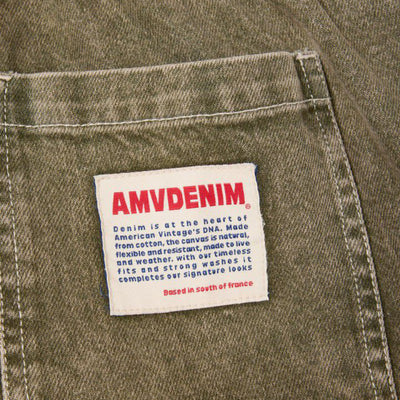 AMVDENIM®
Denim is at the heart of
American Vintage's DNA. Made
from cotton, the canvas is natural,
flexible and resistant, made to live
and weather. with our timeless
fits and strong washes it
completes our signature looks
Based in south of france